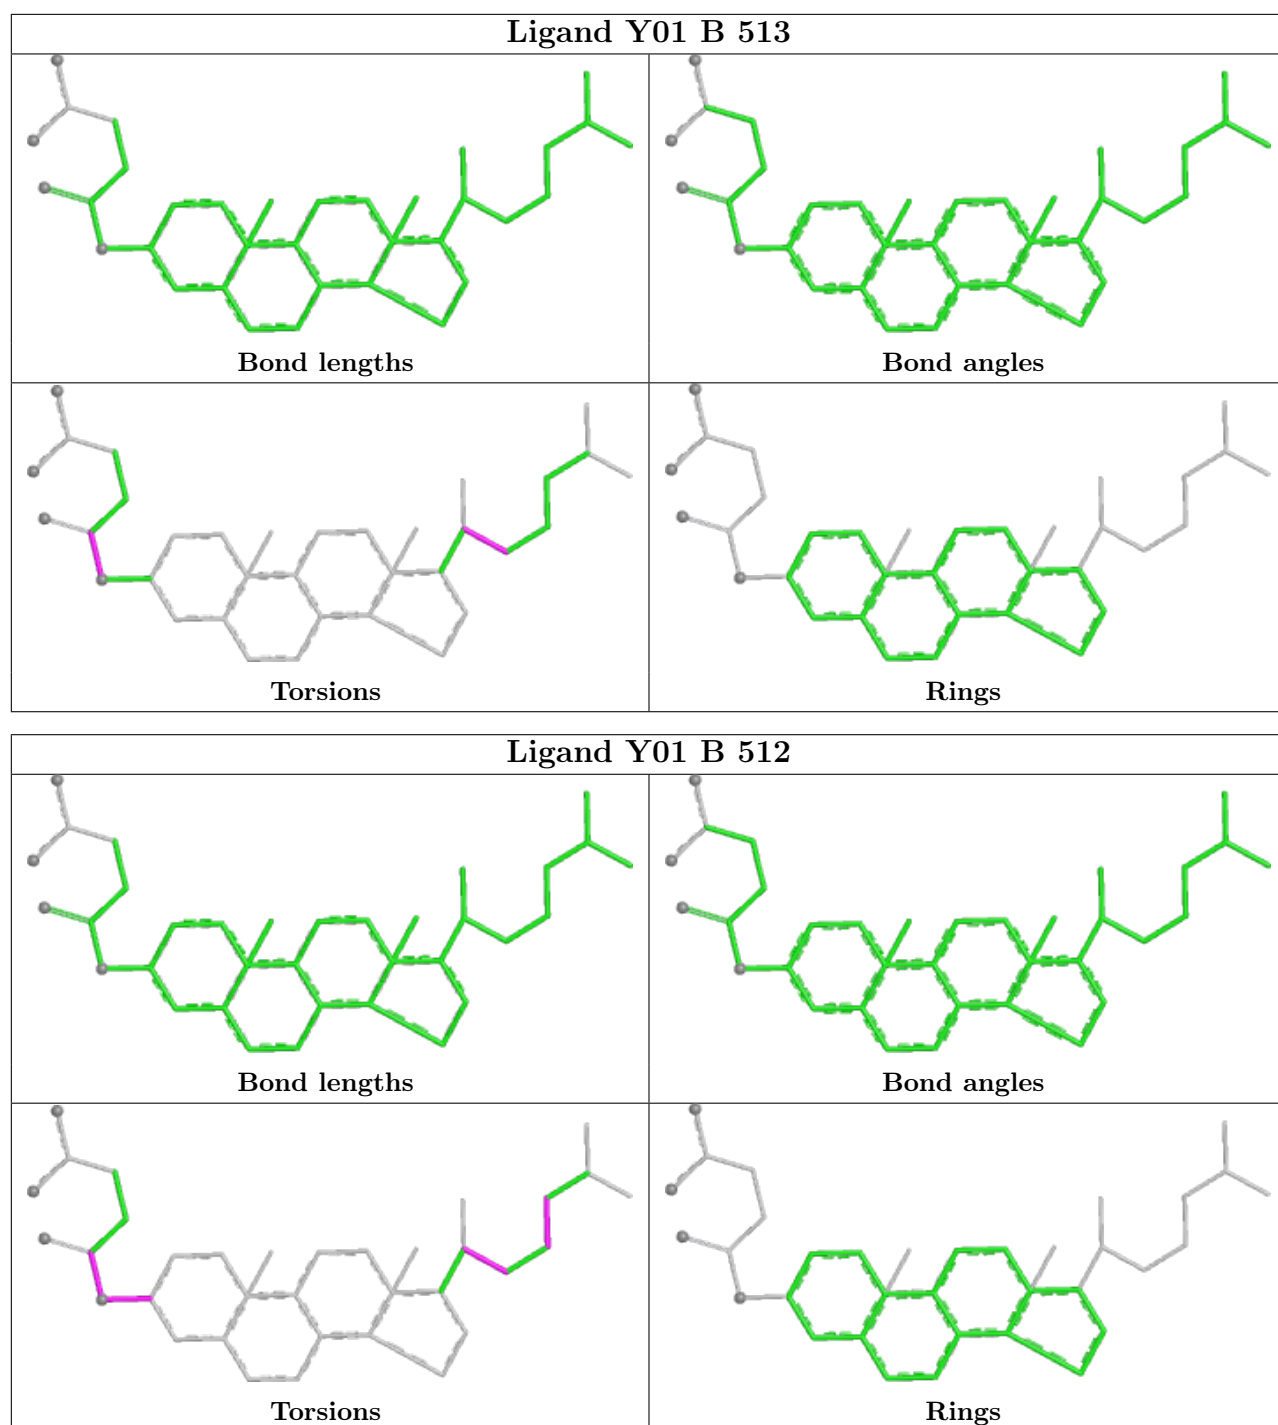 Ligand Y01 B 513
Bond lengths
Bond angles
Torsions
Rings
Ligand Y01 B 512
Bond lengths
Bond angles
Torsions
Rings